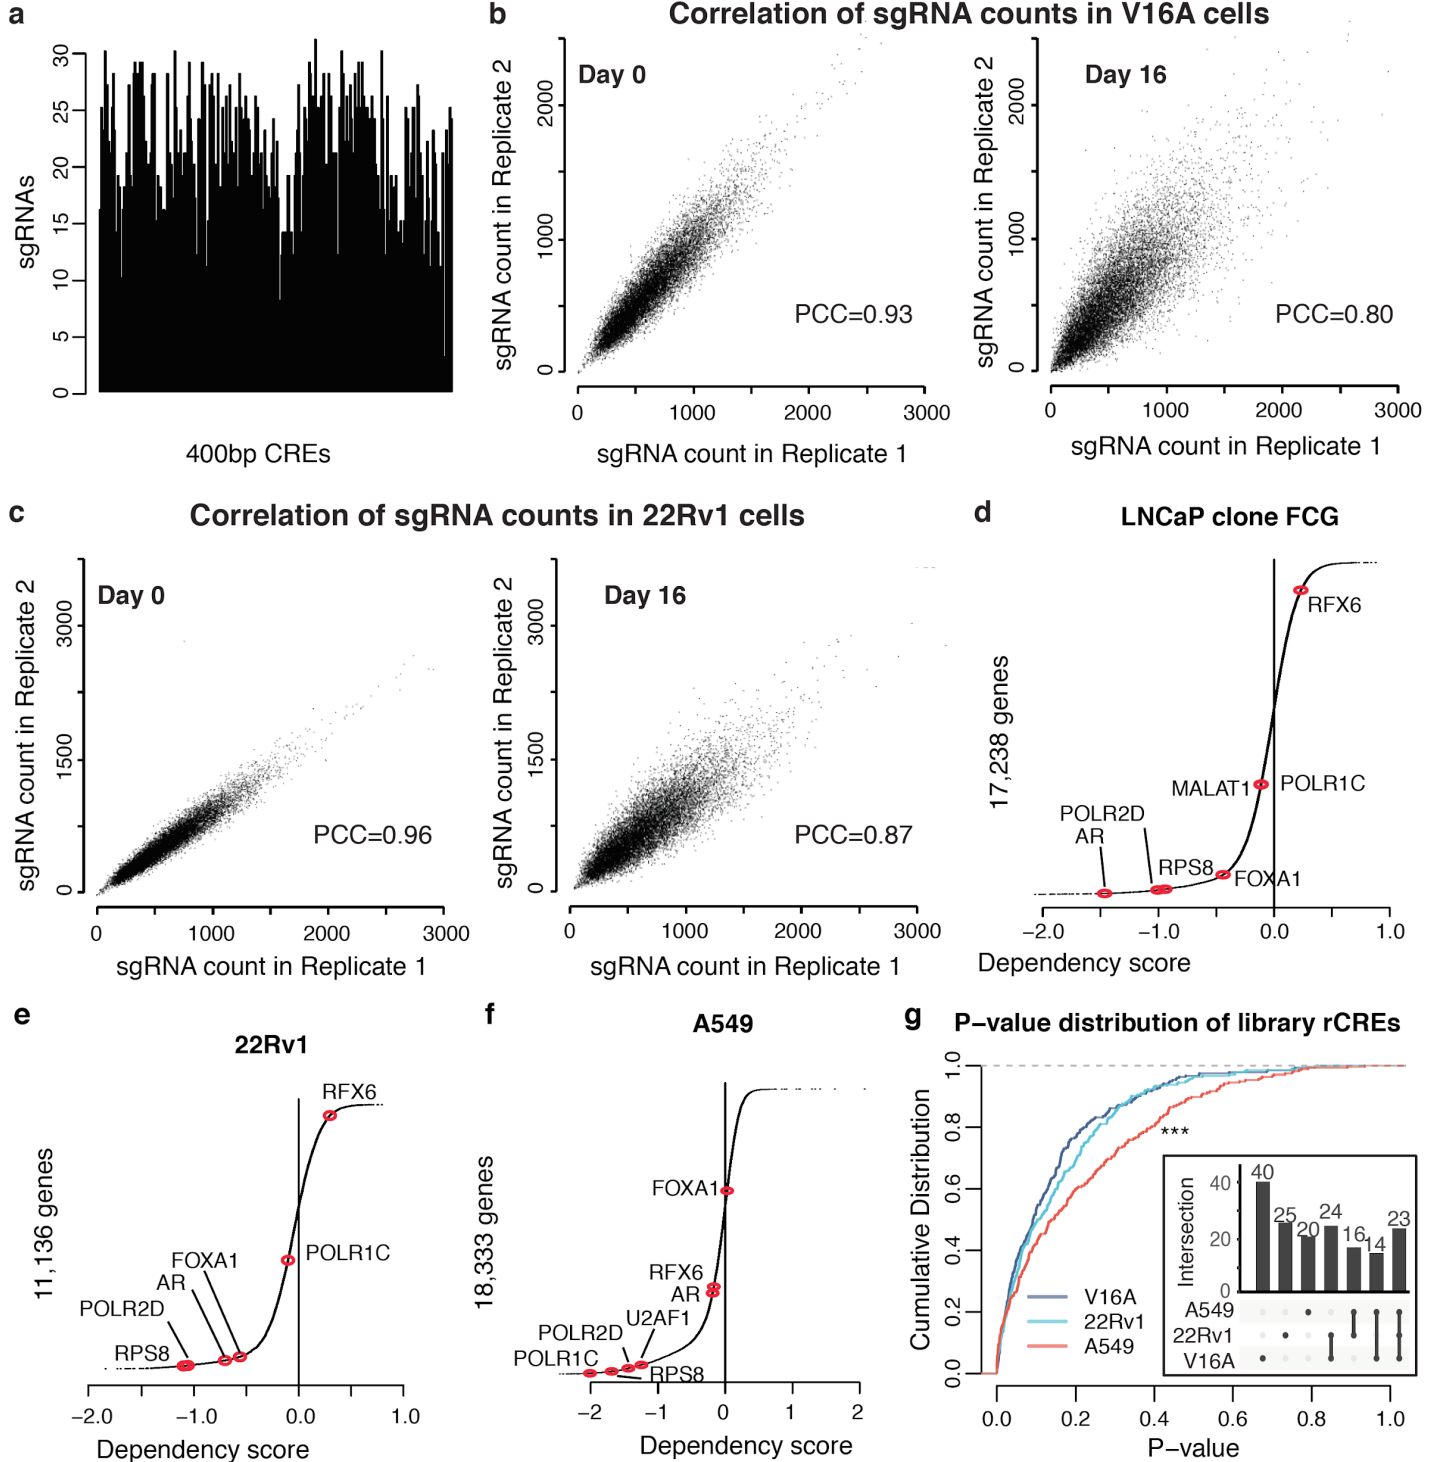 a
30
25
20
15
10
5
0
sgRNAs
400bp CREs
b
Correlation of sgRNA counts in V16A cells
Day 0
2000
1000
0
sgRNA count in Replicate 2
PCC=0.93
0 1000 2000 3000
sgRNA count in Replicate 1
Day 16
2000
1000
0
sgRNA count in Replicate 2
PCC=0.80
0 1000 2000 3000
sgRNA count in Replicate 1
c
Correlation of sgRNA counts in 22Rv1 cells
Day 0
3000
1500
0
sgRNA count in Replicate 2
PCC=0.96
0 1000 2000 3000
sgRNA count in Replicate 1
Day 16
3000
1500
0
sgRNA count in Replicate 2
PCC=0.87
0 1000 2000 3000
sgRNA count in Replicate 1
d
LNCaP clone FCG
17,238 genes
RFX6
MALAT1
POLR1C
POLR2D
AR
RPS8
FOXA1
−2.0 −1.0 0.0 1.0
Dependency score
e
22Rv1
11,136 genes
RFX6
POLR1C
FOXA1
AR
POLR2D
RPS8
−2.0 −1.0 0.0 1.0
Dependency score
f
A549
18,333 genes
FOXA1
RFX6
AR
U2AF1
POLR2D
POLR1C
RPS8
−2 −1 0 1 2
Dependency score
g
P−value distribution of library rCREs
1.0
0.8
0.6
0.4
0.2
0.0
Cumulative Distribution
***
V16A
22Rv1
A549
0.0 0.2 0.4 0.6 0.8 1.0
P−value
Intersection
40
20
0
40 25 20 24 16 14 23
A549
22Rv1
V16A